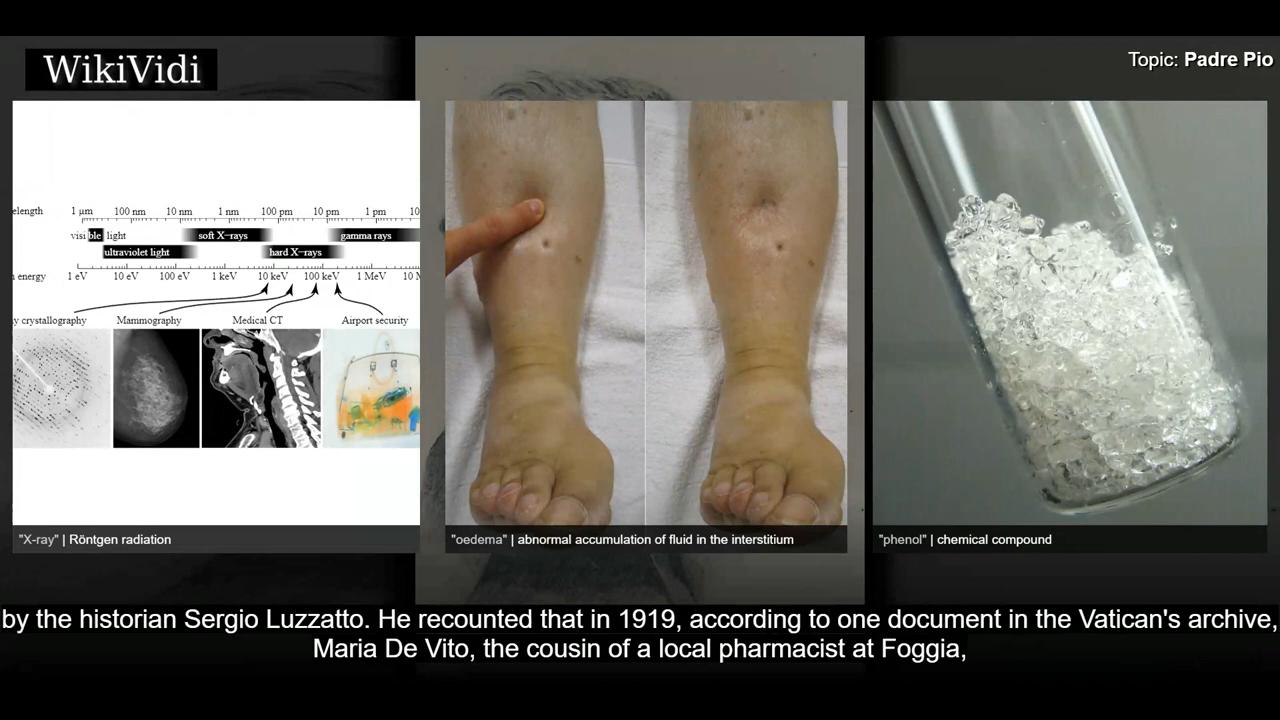 WikiVidi
Topic: Padre Pio
elength 1 μm 100 nm 10 nm 1 nm 100 pm 10 pm 1 pm 10
visible light soft X-rays gamma rays
ultraviolet light hard X-rays
energy 1 eV 10 eV 100 eV 1 keV 10 keV 100 keV 1 MeV 10 M
y crystallography Mammography Medical CT Airport security
"X-ray" | Röntgen radiation
"oedema" | abnormal accumulation of fluid in the interstitium
"phenol" | chemical compound
by the historian Sergio Luzzatto. He recounted that in 1919, according to one document in the Vatican's archive,
Maria De Vito, the cousin of a local pharmacist at Foggia,